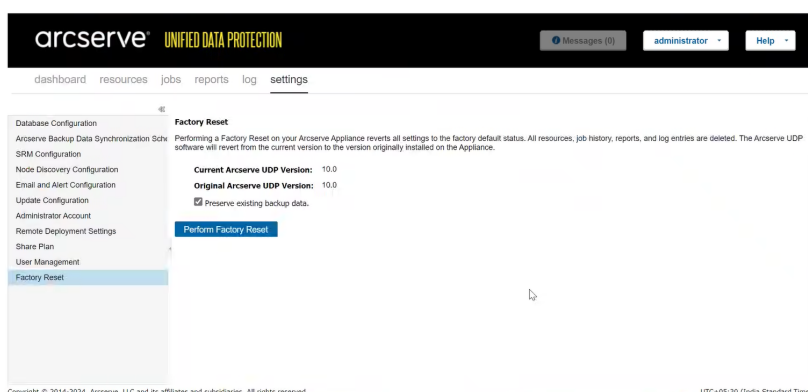 arcserve® UNIFIED DATA PROTECTION
Messages (0)
administrator
Help
dashboard resources jobs reports log settings
Database Configuration
Arcserve Backup Data Synchronization Sche
SRM Configuration
Node Discovery Configuration
Email and Alert Configuration
Update Configuration
Administrator Account
Remote Deployment Settings
Share Plan
User Management
Factory Reset
Factory Reset
Performing a Factory Reset on your Arcserve Appliance reverts all settings to the factory default status. All resources, job history, reports, and log entries are deleted. The Arcserve UDP
software will revert from the current version to the version originally installed on the Appliance.
Current Arcserve UDP Version: 10.0
Original Arcserve UDP Version: 10.0
Preserve existing backup data.
Perform Factory Reset
Copyright © 2014-2024, Arcserve, LLC and its affiliates and subsidiaries. All rights reserved.
UTC+05:30 (India Standard Time